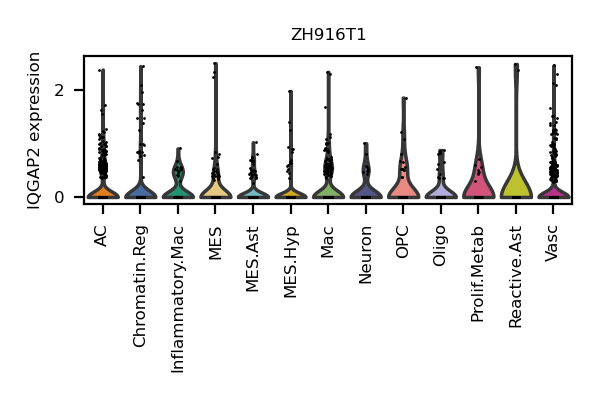 ZH916T1
IQGAP2 expression
2
0
AC
Chromatin.Reg
Inflammatory.Mac
MES
MES.Ast
MES.Hyp
Mac
Neuron
OPC
Oligo
Prolif.Metab
Reactive.Ast
Vasc